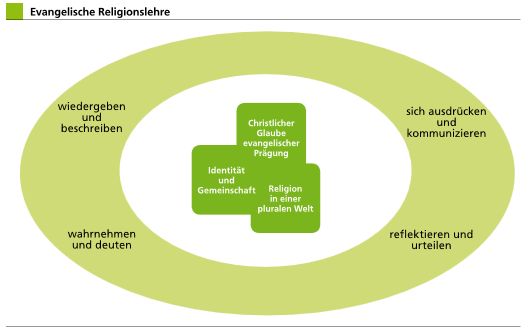 Evangelische Religionslehre
wiedergeben
und
beschreiben
sich ausdrücken
und
kommunizieren
Christlicher
Glaube
evangelischer
Prägung
Identität
und
Gemeinschaft
Religion
in einer
pluralen Welt
wahrnehmen
und deuten
reflektieren und
urteilen